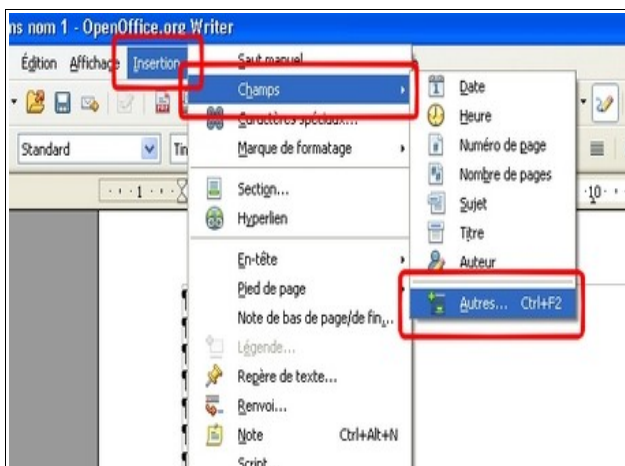 ns nom 1 - OpenOffice.org Writer
Édition Affichage Insertion
Saut manuel
Champs
Caractères spéciaux...
Standard
Tin
Marque de formatage
Section...
Hyperlien
En-tête
Pied de page
Note de bas de page/de fin...
Légende...
Repère de texte...
Renvoi...
Note Ctrl+Alt+N
Script
Date
Heure
Numéro de page
Nombre de pages
Sujet
Titre
Auteur
Autres... Ctrl+F2
1
10